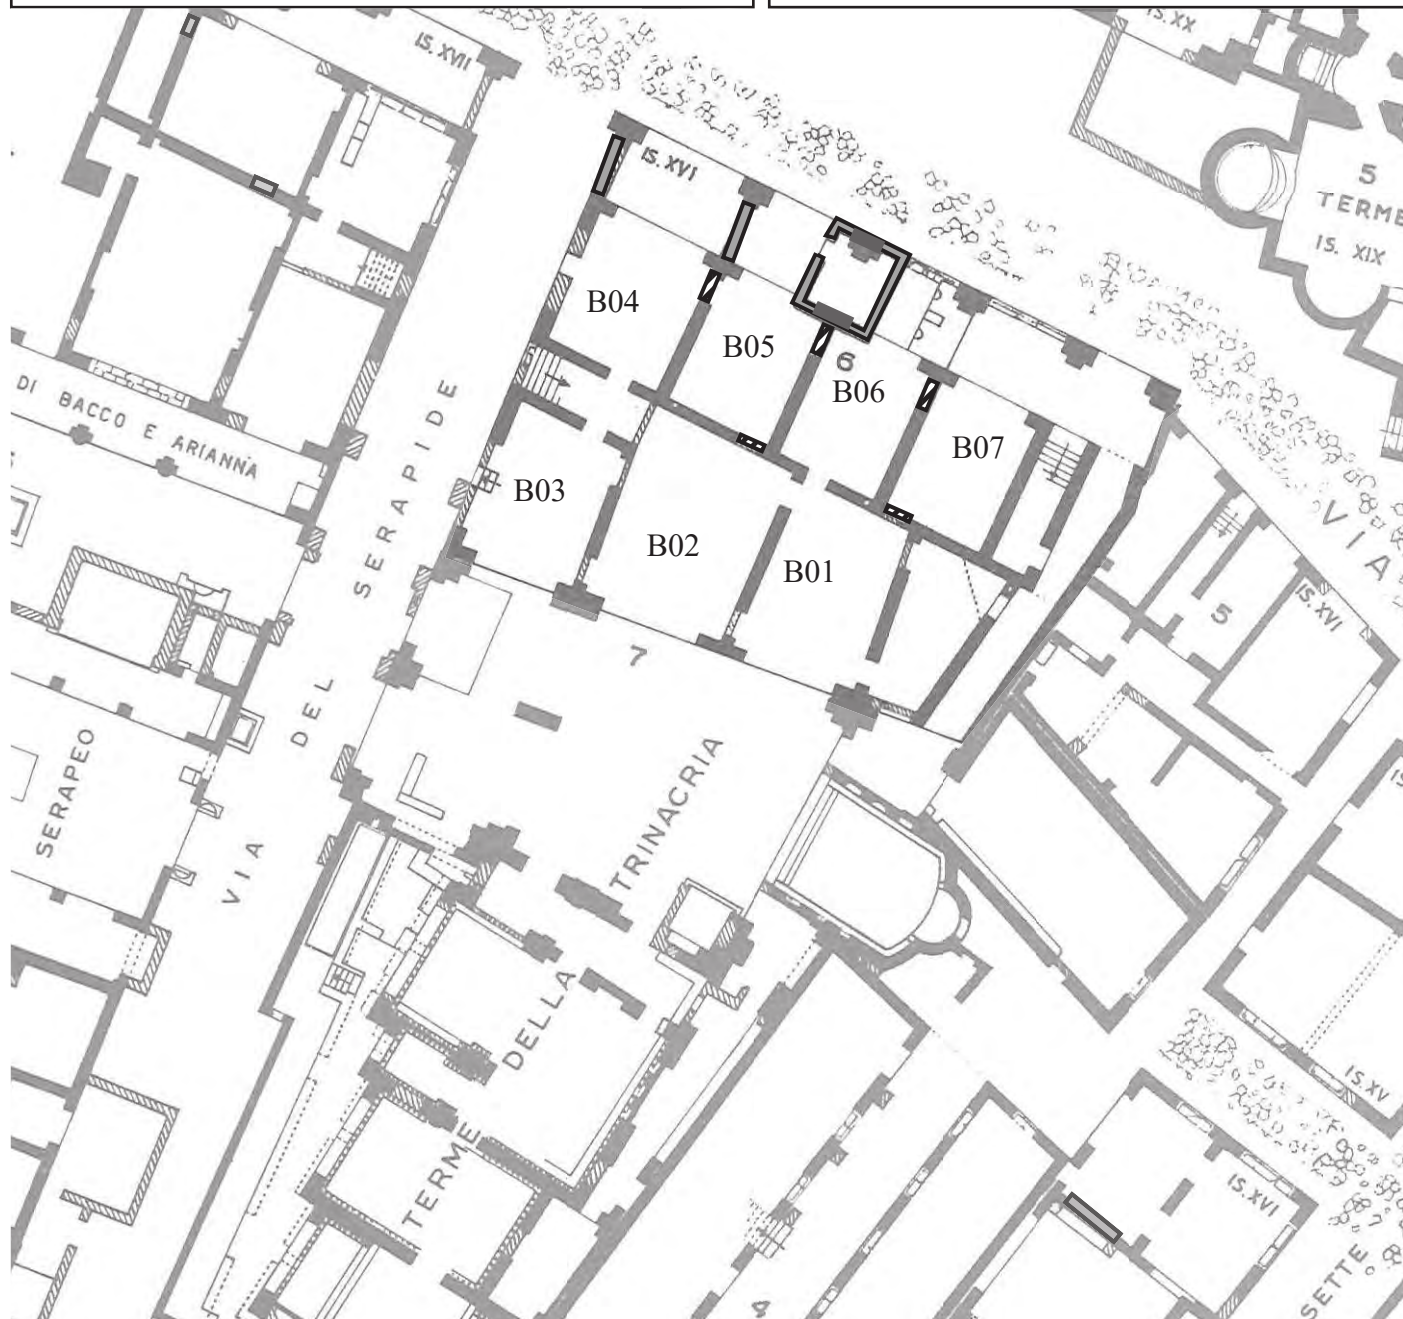 IS. XVII
IS. XVI
IS. XX
5
TERME
IS. XIX
B04
B05
6
B06
B07
B03
B02
B01
DI BACCO E ARIANNA
VIA DEL SERAPIDE
SERAPEO
7
TERME DELLA TRINACRIA
VIA
5
IS. XVI
IS. XV
IS. XVI
SETTE
4